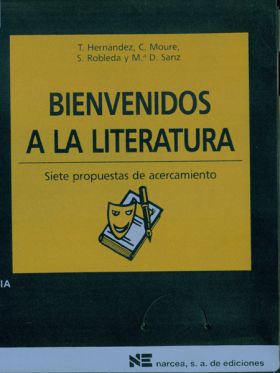 T. Hernández, C. Moure,
S. Robleda y M.ª D. Sanz
BIENVENIDOS
A LA LITERATURA
Siete propuestas de acercamiento
IA
NE narcea, s. a. de ediciones